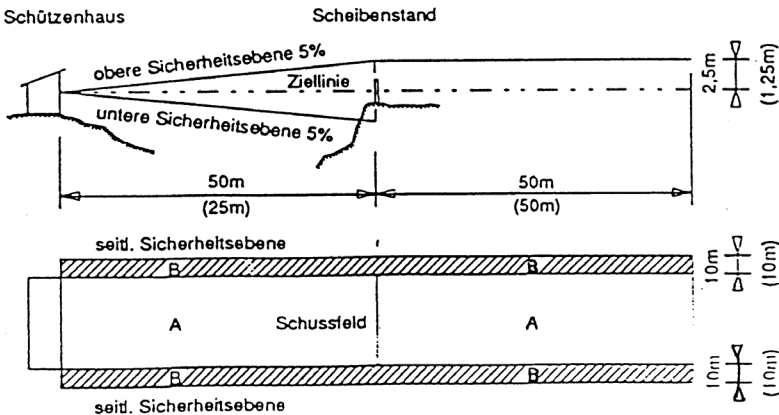 Schützenhaus
Scheibenstand
obere Sicherheitsebene 5%
Ziellinie
untere Sicherheitsebene 5%
2,5m
(1,25m)
50m
(25m)
50m
(50m)
seitl. Sicherheitsebene
B
B
10m
(10m)
A
Schussfeld
A
B
B
10m
(10m)
seitl. Sicherheitsebene